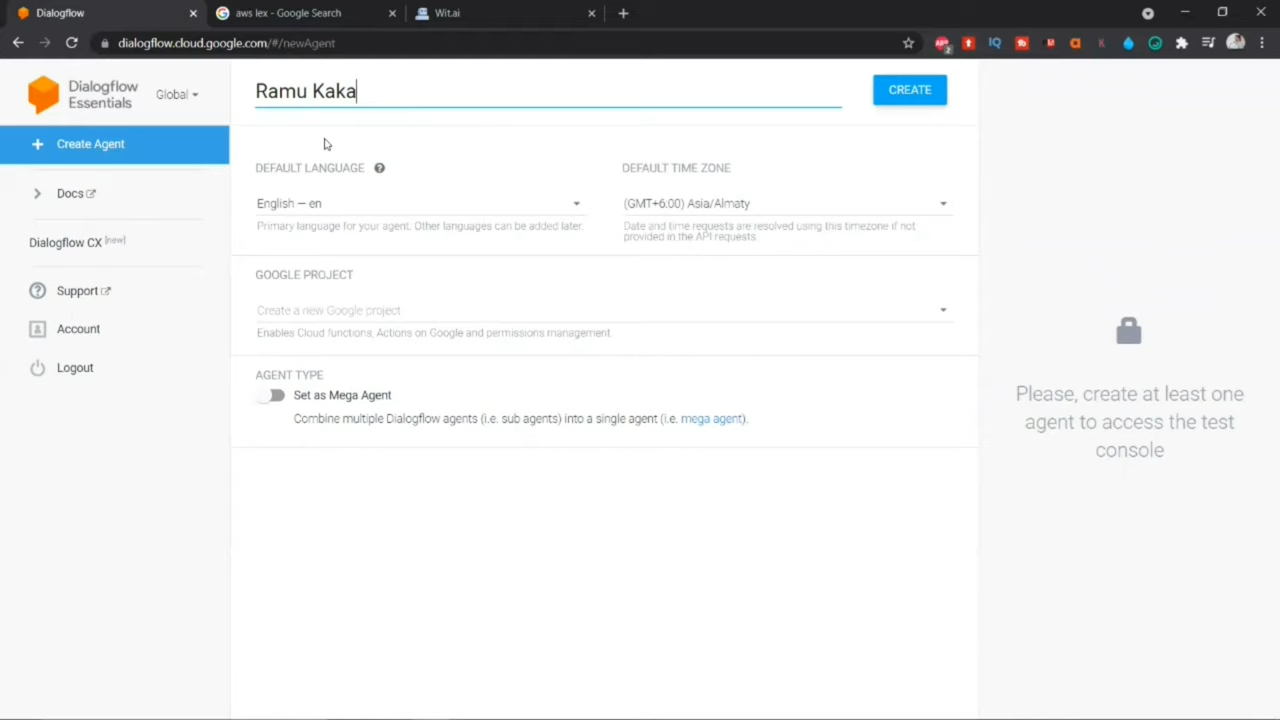 Dialogflow
aws lex - Google Search
Wit.ai
dialogflow.cloud.google.com/#/newAgent
Dialogflow
Essentials
Global
Ramu Kaka
CREATE
Create Agent
DEFAULT LANGUAGE
DEFAULT TIME ZONE
Docs
English – en
(GMT+6:00) Asia/Almaty
Primary language for your agent. Other languages can be added later.
Date and time requests are resolved using this timezone if not
provided in the API requests.
Dialogflow CX [new]
GOOGLE PROJECT
Support
Create a new Google project
Account
Enables Cloud functions, Actions on Google and permissions management.
Logout
AGENT TYPE
Set as Mega Agent
Combine multiple Dialogflow agents (i.e. sub agents) into a single agent (i.e. mega agent).
Please, create at least one
agent to access the test
console